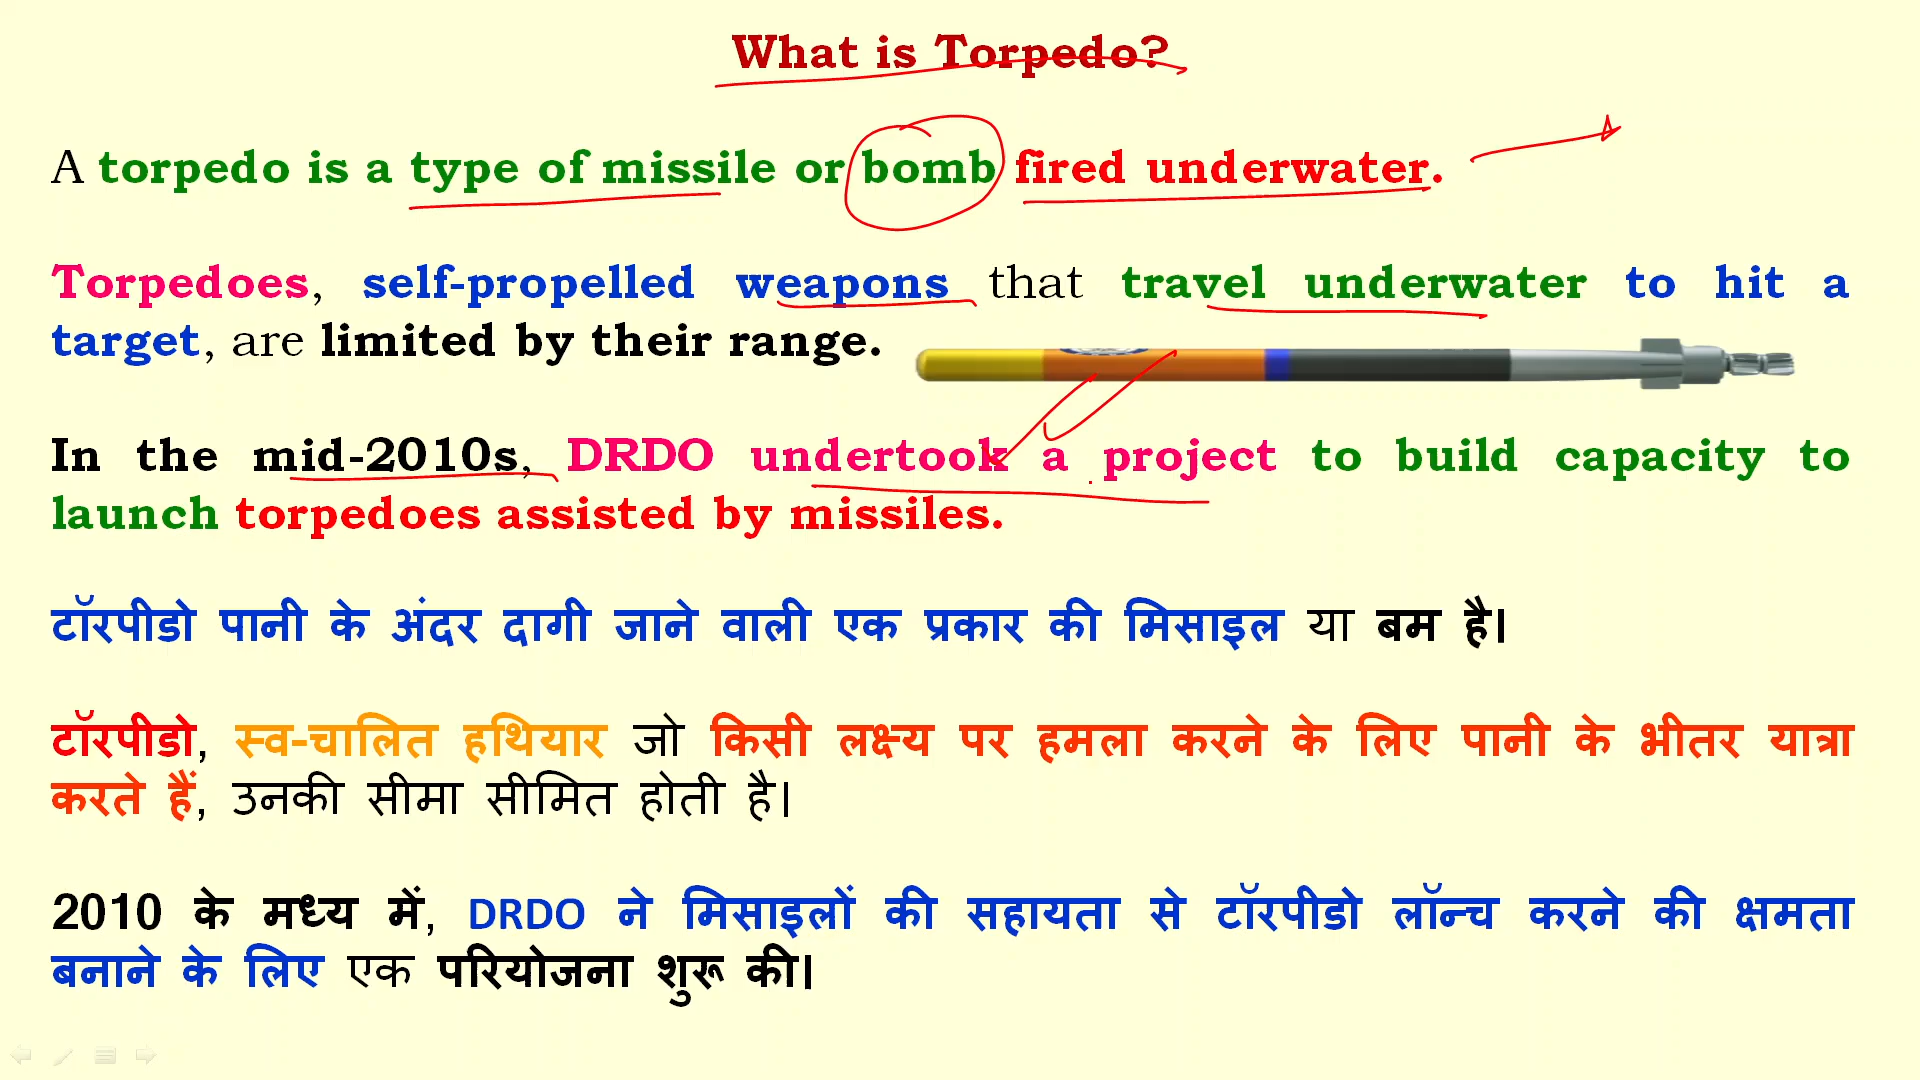 What is Torpedo?
A torpedo is a type of missile or bomb fired underwater.
Torpedoes, self-propelled weapons that travel underwater to hit a
target, are limited by their range.
In the mid-2010s, DRDO undertook a project to build capacity to
launch torpedoes assisted by missiles.
टॉरपीडो पानी के अंदर दागी जाने वाली एक प्रकार की मिसाइल या बम है।
टॉरपीडो, स्व-चालित हथियार जो किसी लक्ष्य पर हमला करने के लिए पानी के भीतर यात्रा
करते हैं, उनकी सीमा सीमित होती है।
2010 के मध्य में, DRDO ने मिसाइलों की सहायता से टॉरपीडो लॉन्च करने की क्षमता
बनाने के लिए एक परियोजना शुरू की।